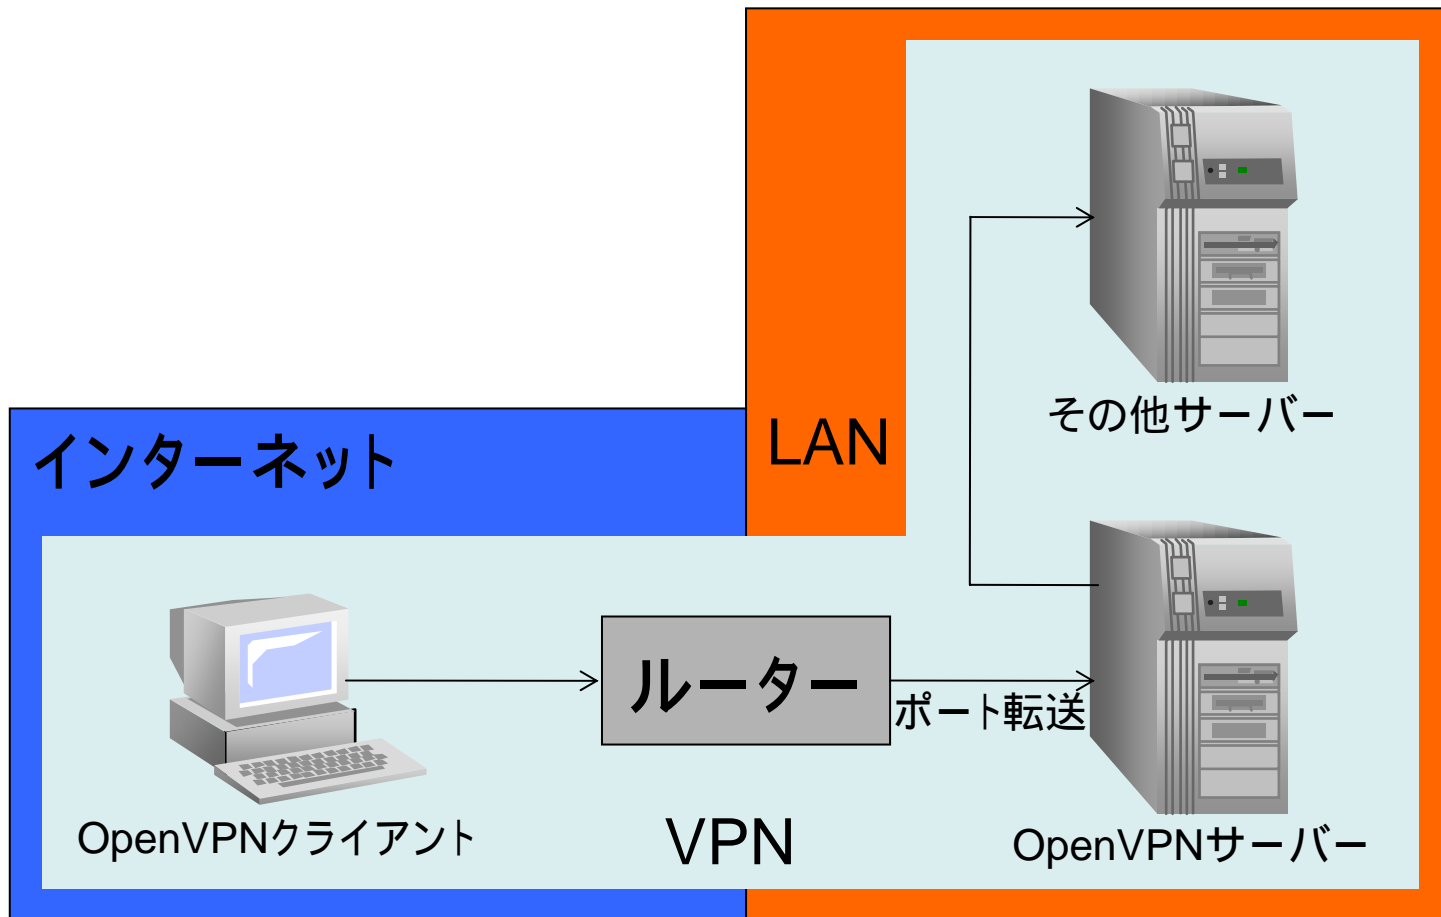 その他サーバー
LAN
インターネット
ルーター
ポート転送
OpenVPNクライアント
VPN
OpenVPNサーバー